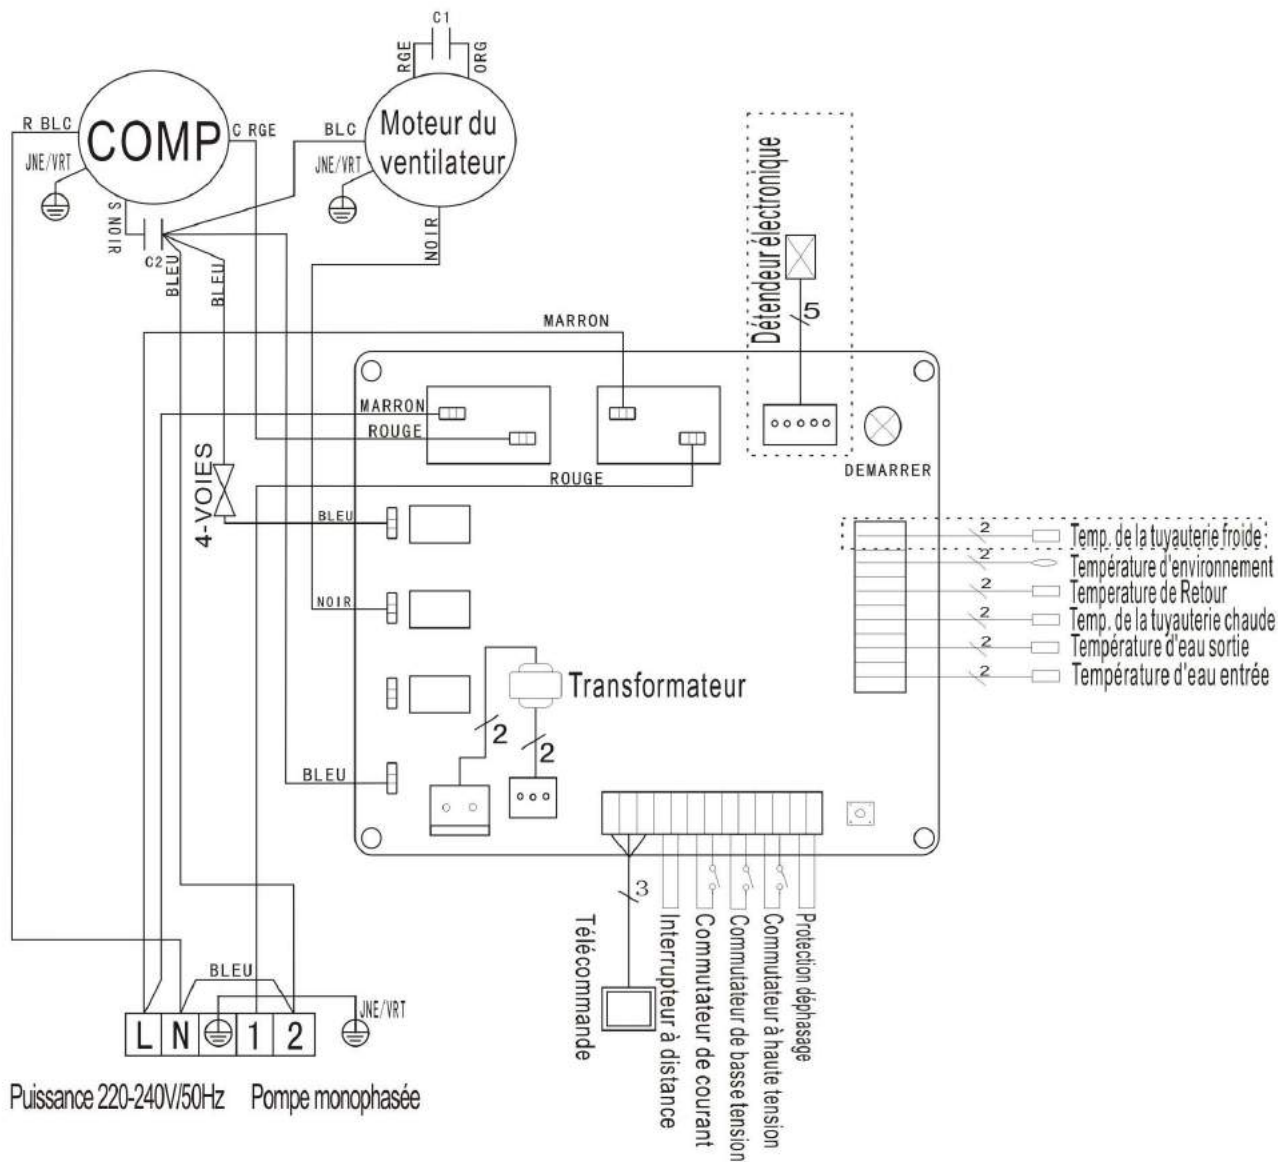 C1
RGE
ORG
R BLC
COMP
C RGE
BLC
Moteur du
ventilateur
JNE/VRT
JNE/VRT
S NOIR
C2
BLEU
BLEU
NOIR
Détendeur électronique
5
MARRON
MARRON
ROUGE
ROUGE
DEMARRER
4-VOIES
BLEU
NOIR
2
Temp. de la tuyauterie froide
2
Température d'environnement
2
Temperature de Retour
2
Temp. de la tuyauterie chaude
2
Température d'eau sortie
2
Température d'eau entrée
Transformateur
2
2
BLEU
3
Télécommande
Interrupteur à distance
Commutateur de courant
Commutateur de basse tension
Commutateur à haute tension
Protection déphasage
BLEU
JNE/VRT
L N 1 2
Puissance 220-240V/50Hz Pompe monophasée